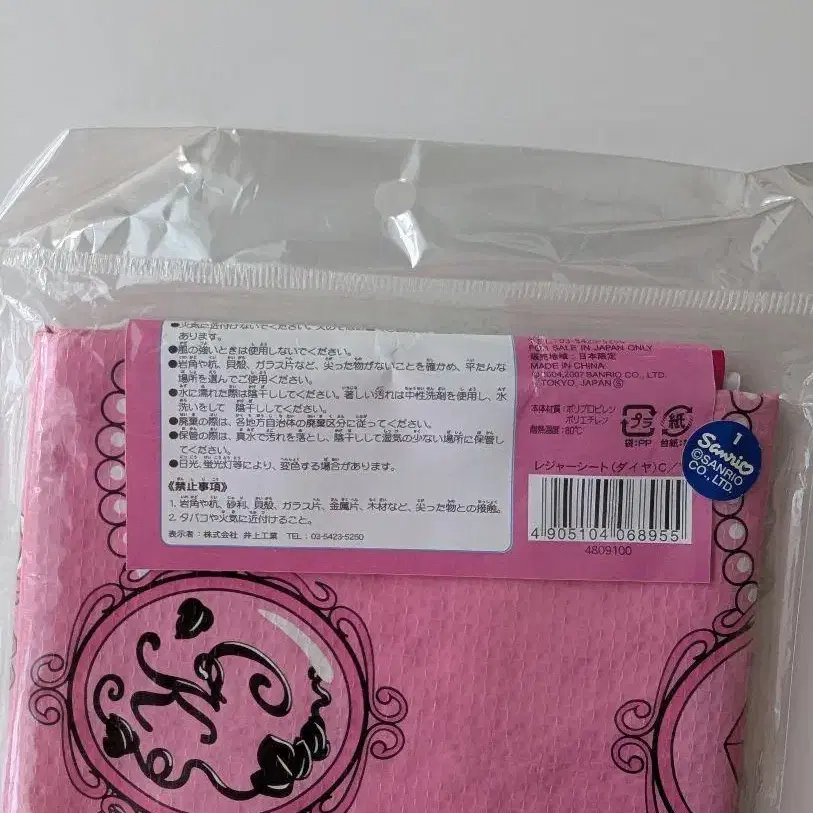 ●火気に近付けないでください。
あります。
●風の強いときは使用しないでください。
●岩角や杭、貝殻、ガラス片など、尖った物がないことを確かめ、平たんな
場所を選んでご使用ください。
●水に濡れた際は陰干ししてください。著しい汚れは中性洗剤を使用し、水
洗いをして 陰干ししてください。
●廃棄の際は、各地方自治体の廃棄区分に従ってください。
●保管の際は、真水で汚れを落とし、陰干しして湿気の少ない場所に保管し
てください。
●日光、蛍光灯等により、変色する場合があります。
《禁止事項》
1. 岩角や杭、砂利、貝殻、ガラス片、金属片、木材など、尖った物との接触。
2. タバコや火気に近付けること。
表示者：株式会社 井上工業 TEL：03-5423-5250
FOR SALE IN JAPAN ONLY
販売地域：日本限定
MADE IN CHINA
©2004,2007 SANRIO CO., LTD.
TOKYO, JAPAN Ⓢ
本体材質：ポリプロピレン
ポリエチレン
耐熱温度：80℃
プラ
袋：PP
紙
台紙
レジャーシート(ダイヤ)C/
4 905104 068955
4809100
1
Sanrio
©SANRIO
CO., LTD.
K
C